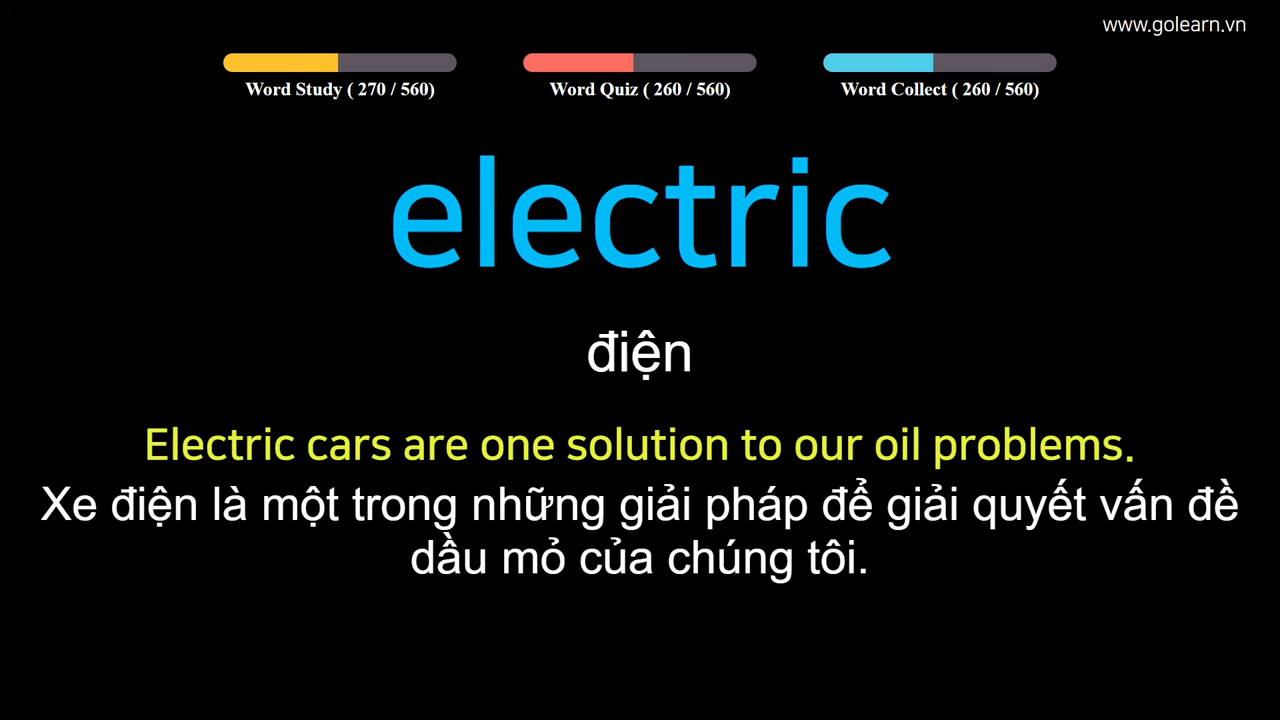 www.golearn.vn
Word Study ( 270 / 560)
Word Quiz ( 260 / 560)
Word Collect ( 260 / 560)
electric
điện
Electric cars are one solution to our oil problems.
Xe điện là một trong những giải pháp để giải quyết vấn đề
dầu mỏ của chúng tôi.